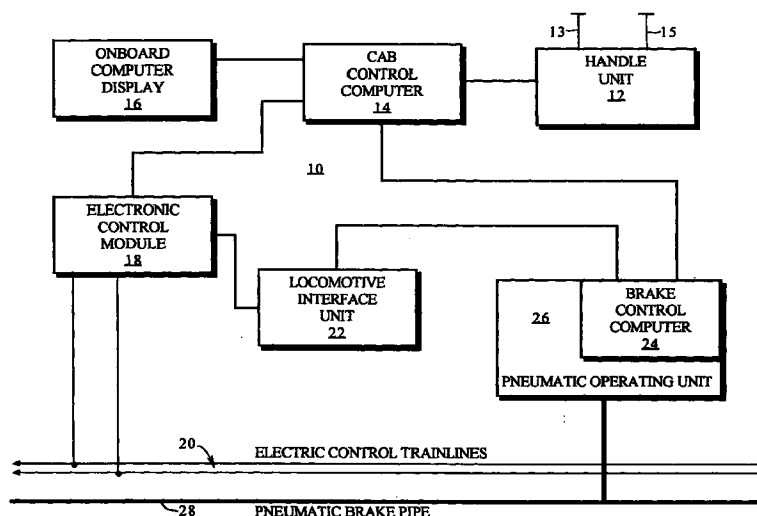 13
15
ONBOARD
COMPUTER
DISPLAY
16
CAB
CONTROL
COMPUTER
14
HANDLE
UNIT
12
10
ELECTRONIC
CONTROL
MODULE
18
LOCOMOTIVE
INTERFACE
UNIT
22
26
BRAKE
CONTROL
COMPUTER
24
PNEUMATIC OPERATING UNIT
20
ELECTRIC CONTROL TRAINLINES
28
PNEUMATIC BRAKE PIPE